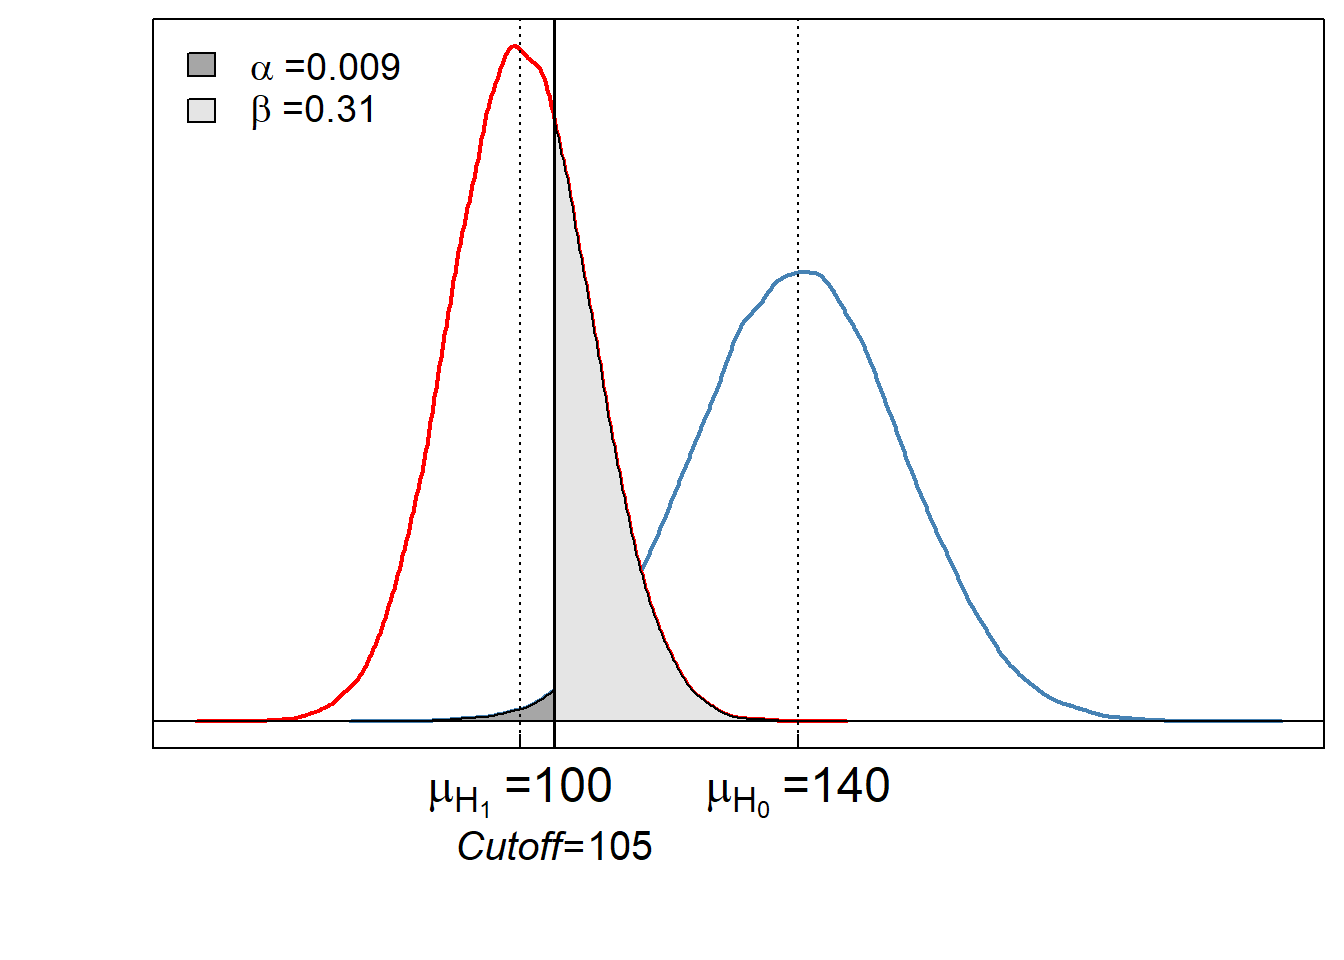 α =0.009
β =0.31
μH₁ =100 μH₀ =140
Cutoff=105